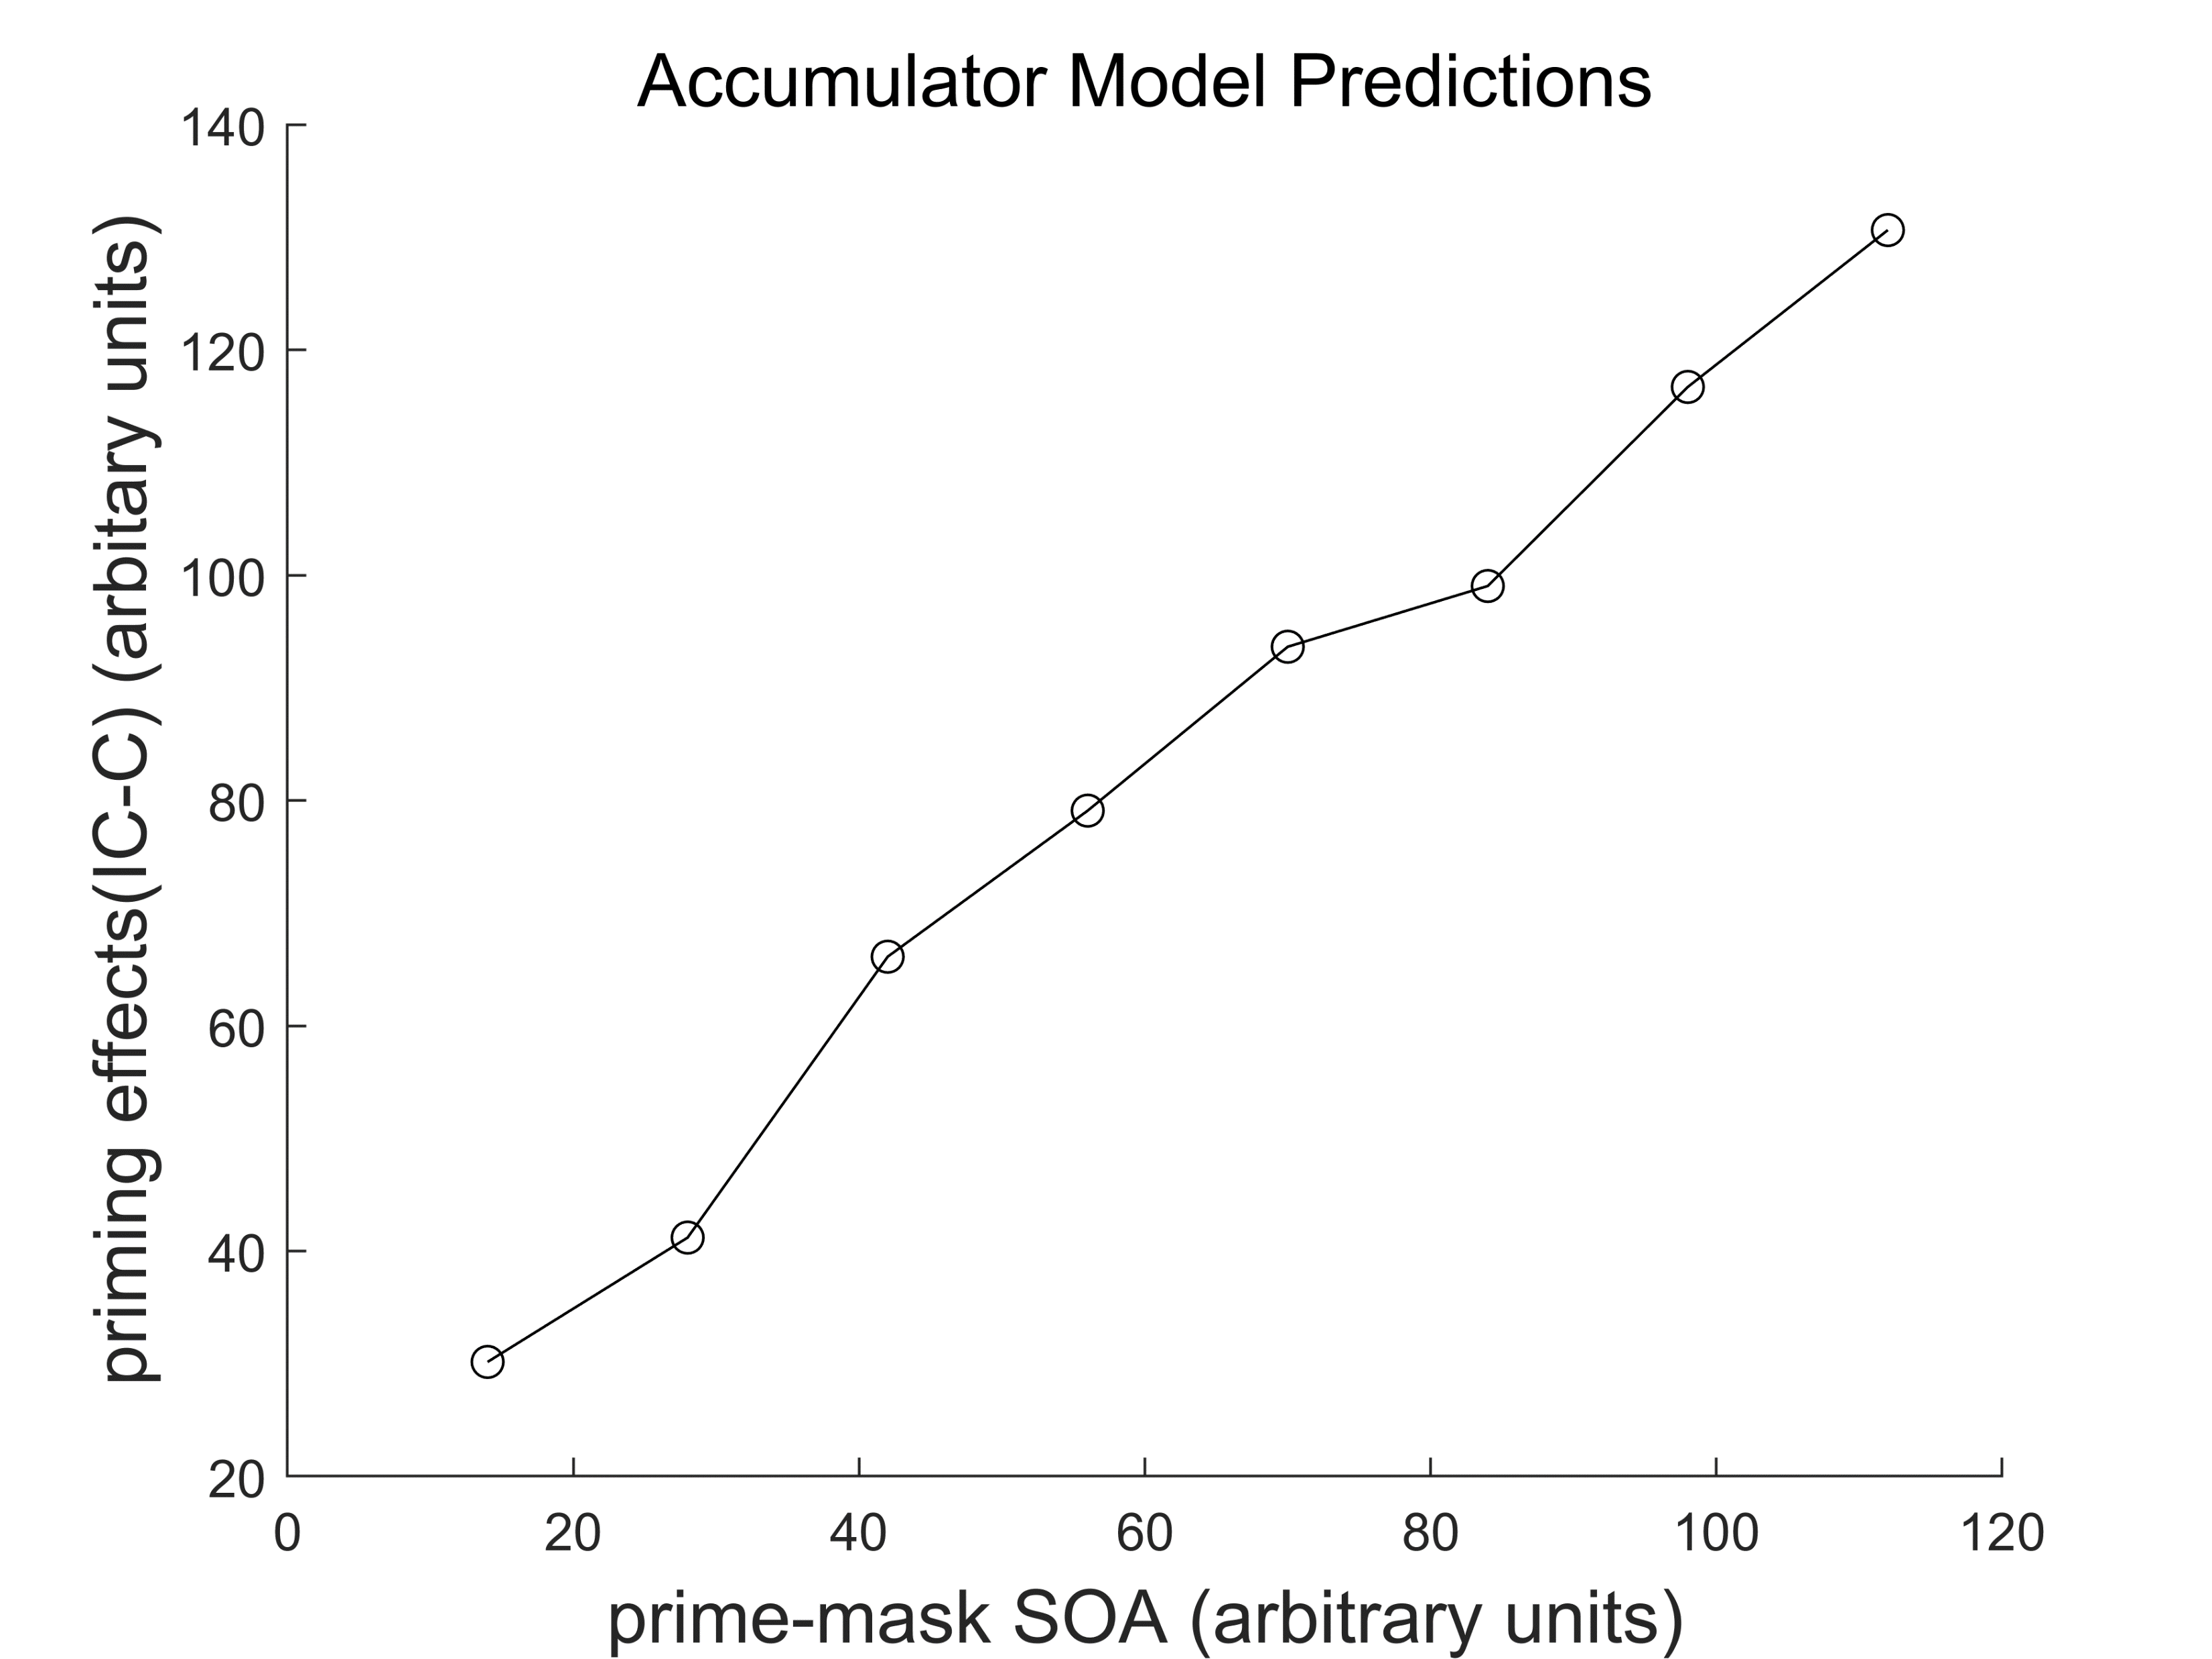 Accumulator Model Predictions
140
120
100
80
60
40
20
priming effects(IC-C) (arbitary units)
0 20 40 60 80 100 120
prime-mask SOA (arbitrary units)